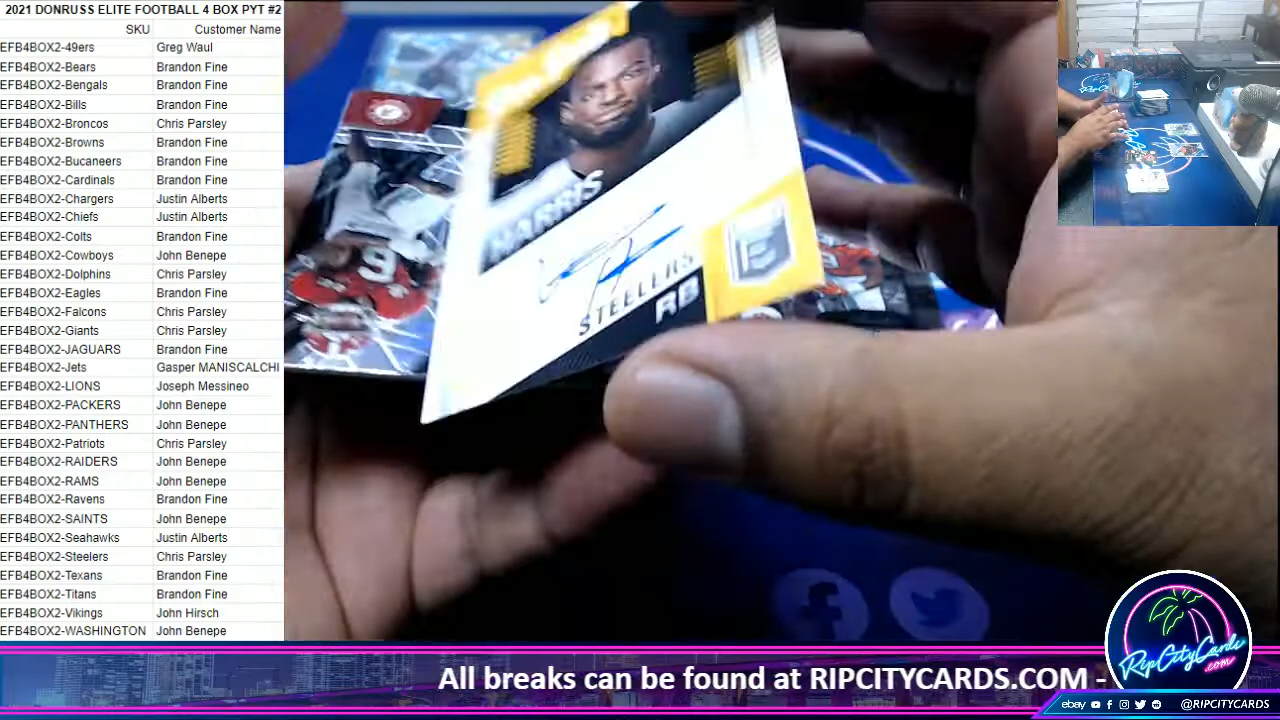 2021 DONRUSS ELITE FOOTBALL 4 BOX PYT #2
SKU Customer Name
EFB4BOX2-49ers Greg Waul
EFB4BOX2-Bears Brandon Fine
EFB4BOX2-Bengals Brandon Fine
EFB4BOX2-Bills Brandon Fine
EFB4BOX2-Broncos Chris Parsley
EFB4BOX2-Browns Brandon Fine
EFB4BOX2-Bucaneers Brandon Fine
EFB4BOX2-Cardinals Brandon Fine
EFB4BOX2-Chargers Justin Alberts
EFB4BOX2-Chiefs Justin Alberts
EFB4BOX2-Colts Brandon Fine
EFB4BOX2-Cowboys John Benepe
EFB4BOX2-Dolphins Chris Parsley
EFB4BOX2-Eagles Brandon Fine
EFB4BOX2-Falcons Chris Parsley
EFB4BOX2-Giants Chris Parsley
EFB4BOX2-JAGUARS Brandon Fine
EFB4BOX2-Jets Gasper MANISCALCHI
EFB4BOX2-LIONS Joseph Messineo
EFB4BOX2-PACKERS John Benepe
EFB4BOX2-PANTHERS John Benepe
EFB4BOX2-Patriots Chris Parsley
EFB4BOX2-RAIDERS John Benepe
EFB4BOX2-RAMS John Benepe
EFB4BOX2-Ravens Brandon Fine
EFB4BOX2-SAINTS John Benepe
EFB4BOX2-Seahawks Justin Alberts
EFB4BOX2-Steelers Chris Parsley
EFB4BOX2-Texans Brandon Fine
EFB4BOX2-Titans Brandon Fine
EFB4BOX2-Vikings John Hirsch
EFB4BOX2-WASHINGTON John Benepe
HARRIS
STEELERS
RB
9
All breaks can be found at RIPCITYCARDS.COM -
RipCityCards
.com
ebay @RIPCITYCARDS